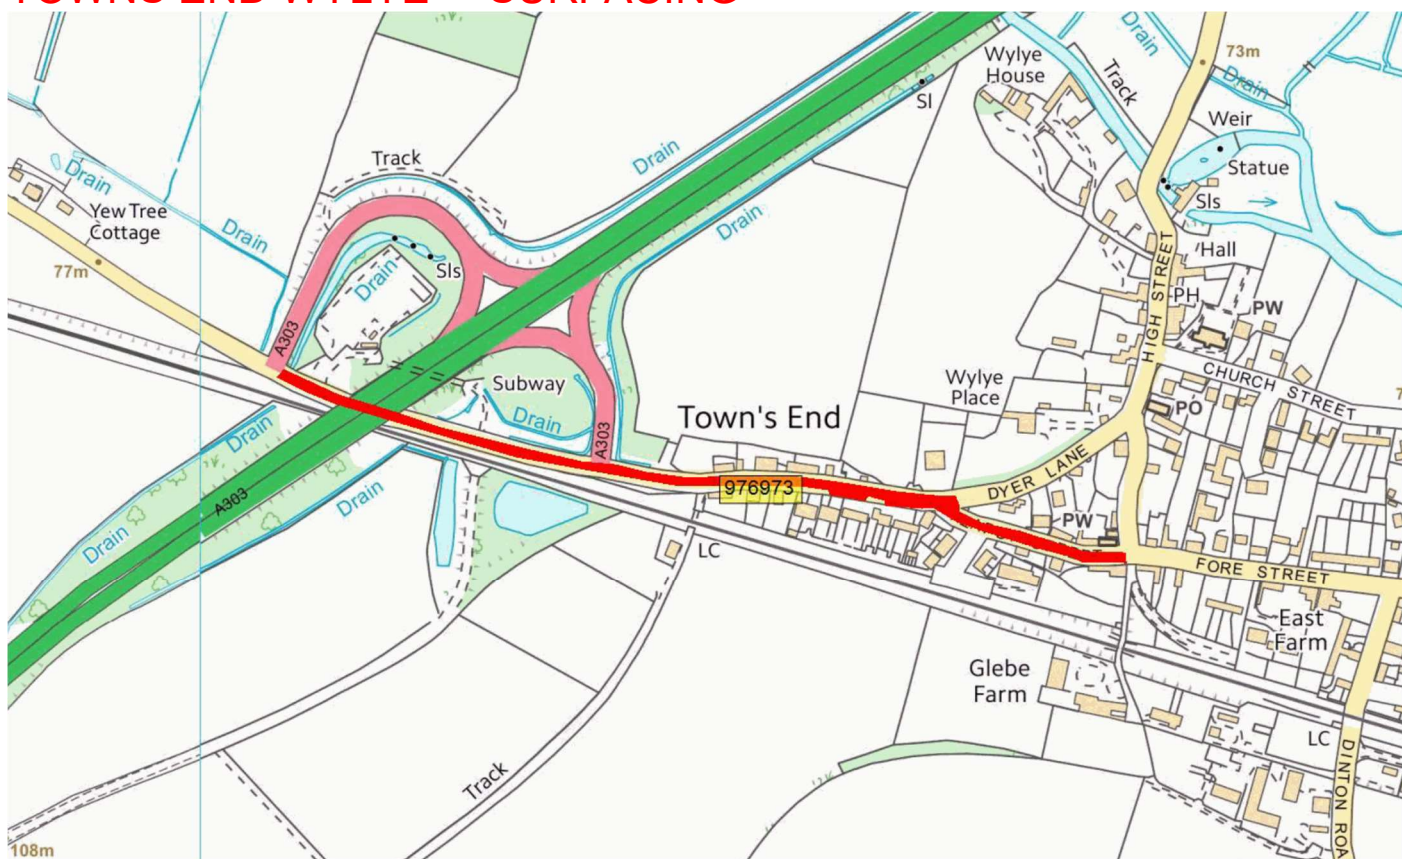 73m
Drain
Wylye
House
Track
Drain
Sl
Weir
Statue
Sls
Drain
Track
Drain
Yew Tree
Cottage
Drain
Drain
77m
Drain
Sls
Hall
HIGH STREET
PH
PW
A303
Subway
Drain
Wylye
Place
CHURCH STREET
PO
Town's End
A303
DYER LANE
976973
PW
Drain
A303
Drain
Drain
LC
FORE STREET
East
Farm
Glebe
Farm
LC
DINTON ROA
Track
108m